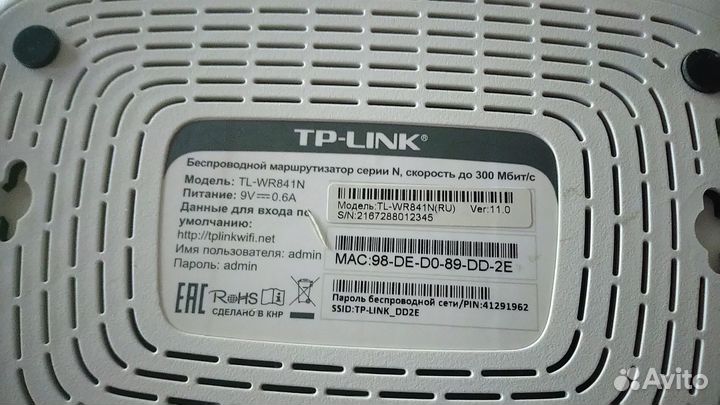 TP-LINK®
Беспроводной маршрутизатор серии N, скорость до 300 Мбит/с
Модель: TL-WR841N
Питание: 9V⎓0.6A
Данные для входа по
умолчанию:
http://tplinkwifi.net
Имя пользователя: admin
Пароль: admin
Модель:TL-WR841N(RU) Ver:11.0
S/N:2167288012345
MAC:98-DE-D0-89-DD-2E
Пароль беспроводной сети/PIN:41291962
SSID:TP-LINK_DD2E
EAC RoHS
СДЕЛАНО В КНР
Avito